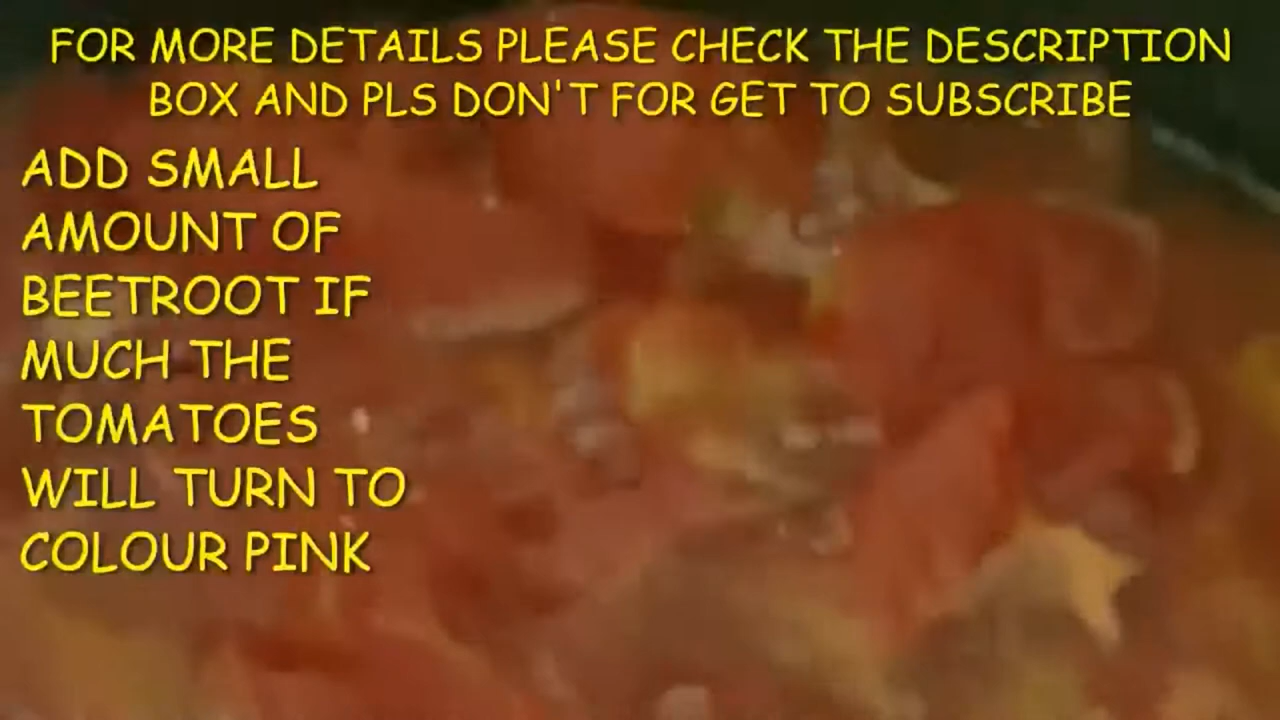 FOR MORE DETAILS PLEASE CHECK THE DESCRIPTION
BOX AND PLS DON'T FOR GET TO SUBSCRIBE
ADD SMALL
AMOUNT OF
BEETROOT IF
MUCH THE
TOMATOES
WILL TURN TO
COLOUR PINK